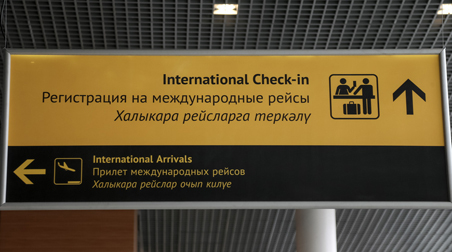 International Check-in
Регистрация на международные рейсы
Халыкара рейсларга теркәлү
International Arrivals
Прилет международных рейсов
Халыкара рейслар очып килүе